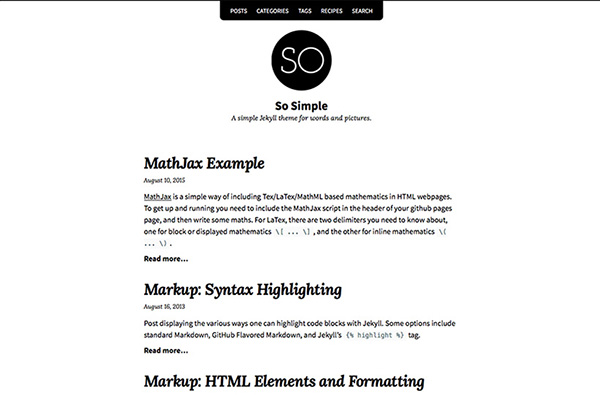 POSTS CATEGORIES TAGS RECIPES SEARCH
SO
So Simple
A simple Jekyll theme for words and pictures.
MathJax Example
August 10, 2015
MathJax is a simple way of including Tex/LaTex/MathML based mathematics in HTML webpages.
To get up and running you need to include the MathJax script in the header of your github pages
page, and then write some maths. For LaTex, there are two delimiters you need to know about,
one for block or displayed mathematics \[ ... \] , and the other for inline mathematics \(
... \) .
Read more...
Markup: Syntax Highlighting
August 16, 2013
Post displaying the various ways one can highlight code blocks with Jekyll. Some options include
standard Markdown, GitHub Flavored Markdown, and Jekyll's {% highlight %} tag.
Read more...
Markup: HTML Elements and Formatting